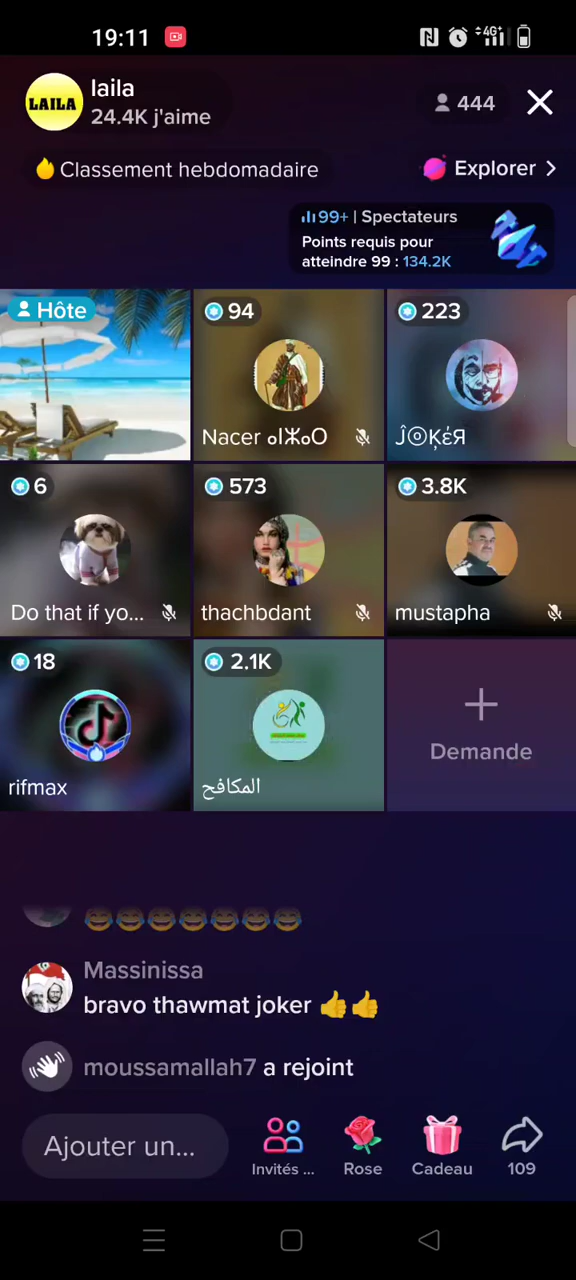 19:11
4G+
LAILA
laila
24.4K j'aime
444
Classement hebdomadaire
Explorer
99+ | Spectateurs
Points requis pour
atteindre 99 : 134.2K
Hôte
94
Nacer ⴰⵏⵣⴰⵔ
223
6
Do that if yo...
573
thachbdant
3.8K
mustapha
18
rifmax
2.1K
المكافح
Demande
😂😂😂😂😂😂😂
Massinissa
bravo thawmat joker 👍👍
moussamallah7 a rejoint
Ajouter un...
Invités ...
Rose
Cadeau
109